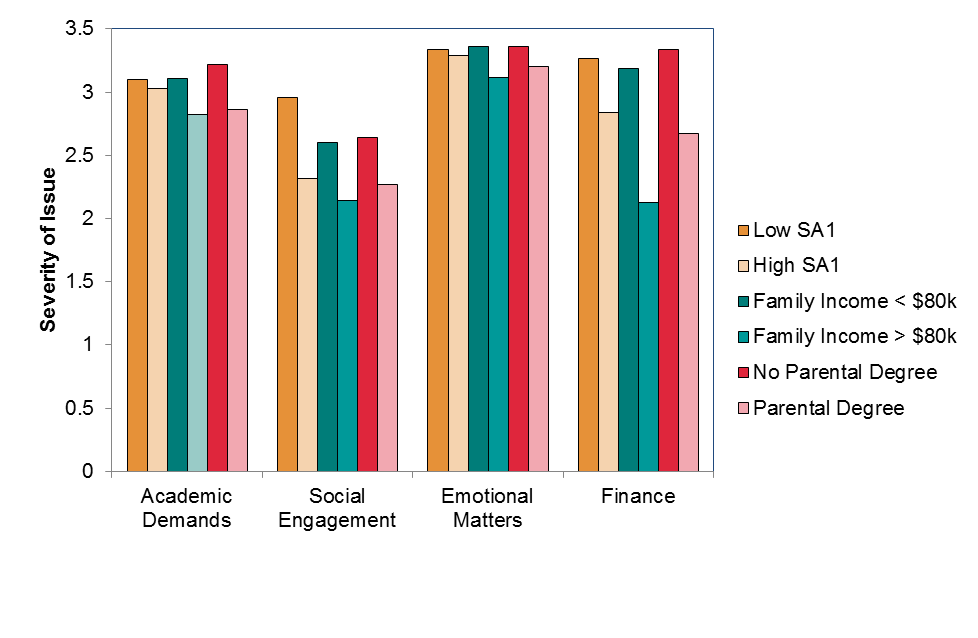 3.5
3
2.5
2
1.5
1
0.5
0
Severity of Issue
Academic
Demands
Social
Engagement
Emotional
Matters
Finance
Low SA1
High SA1
Family Income < $80k
Family Income > $80k
No Parental Degree
Parental Degree